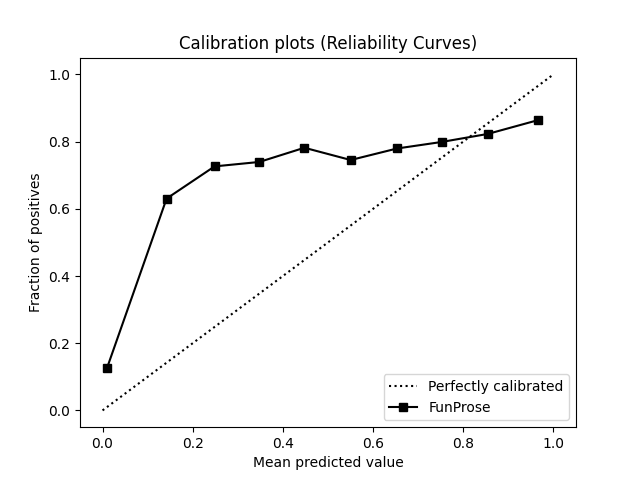 Calibration plots (Reliability Curves)
1.0
0.8
0.6
0.4
0.2
0.0
Fraction of positives
Perfectly calibrated
FunProse
0.0 0.2 0.4 0.6 0.8 1.0
Mean predicted value